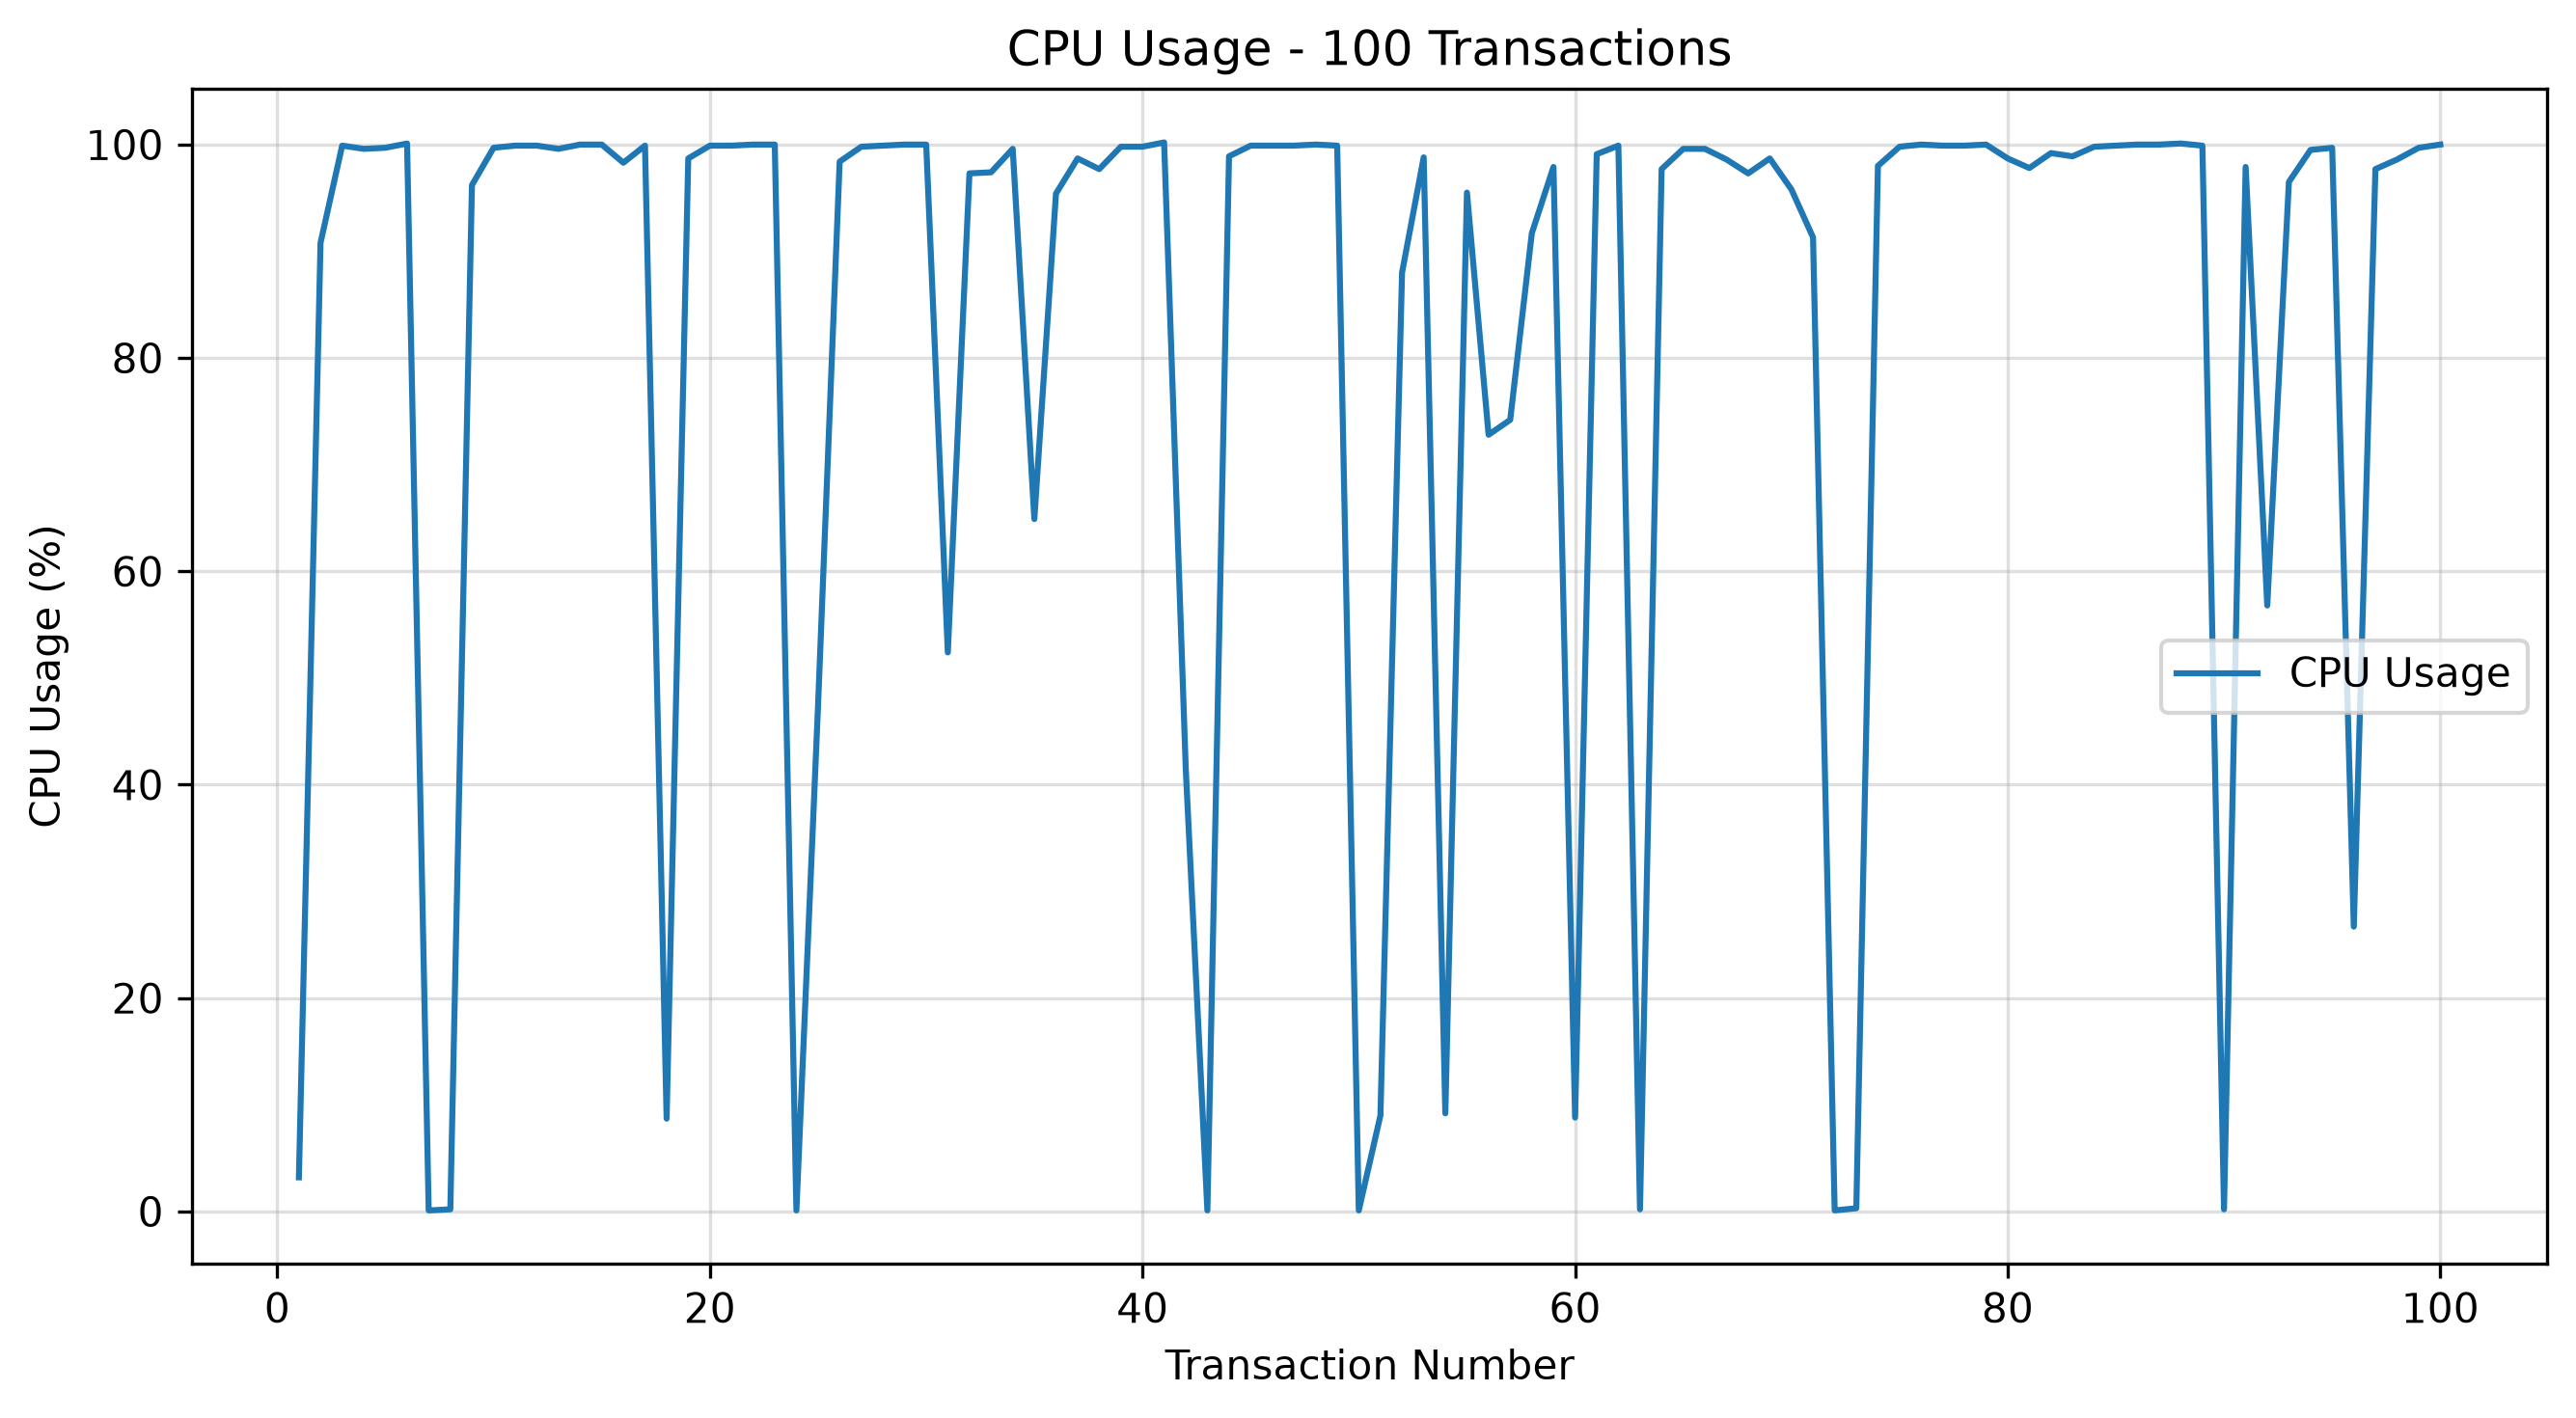 CPU Usage - 100 Transactions
CPU Usage (%)
100
80
60
40
20
0
CPU Usage
0 20 40 60 80 100
Transaction Number